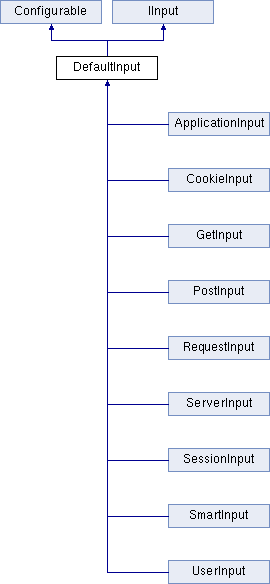 Configurable
IInput
DefaultInput
ApplicationInput
CookieInput
GetInput
PostInput
RequestInput
ServerInput
SessionInput
SmartInput
UserInput